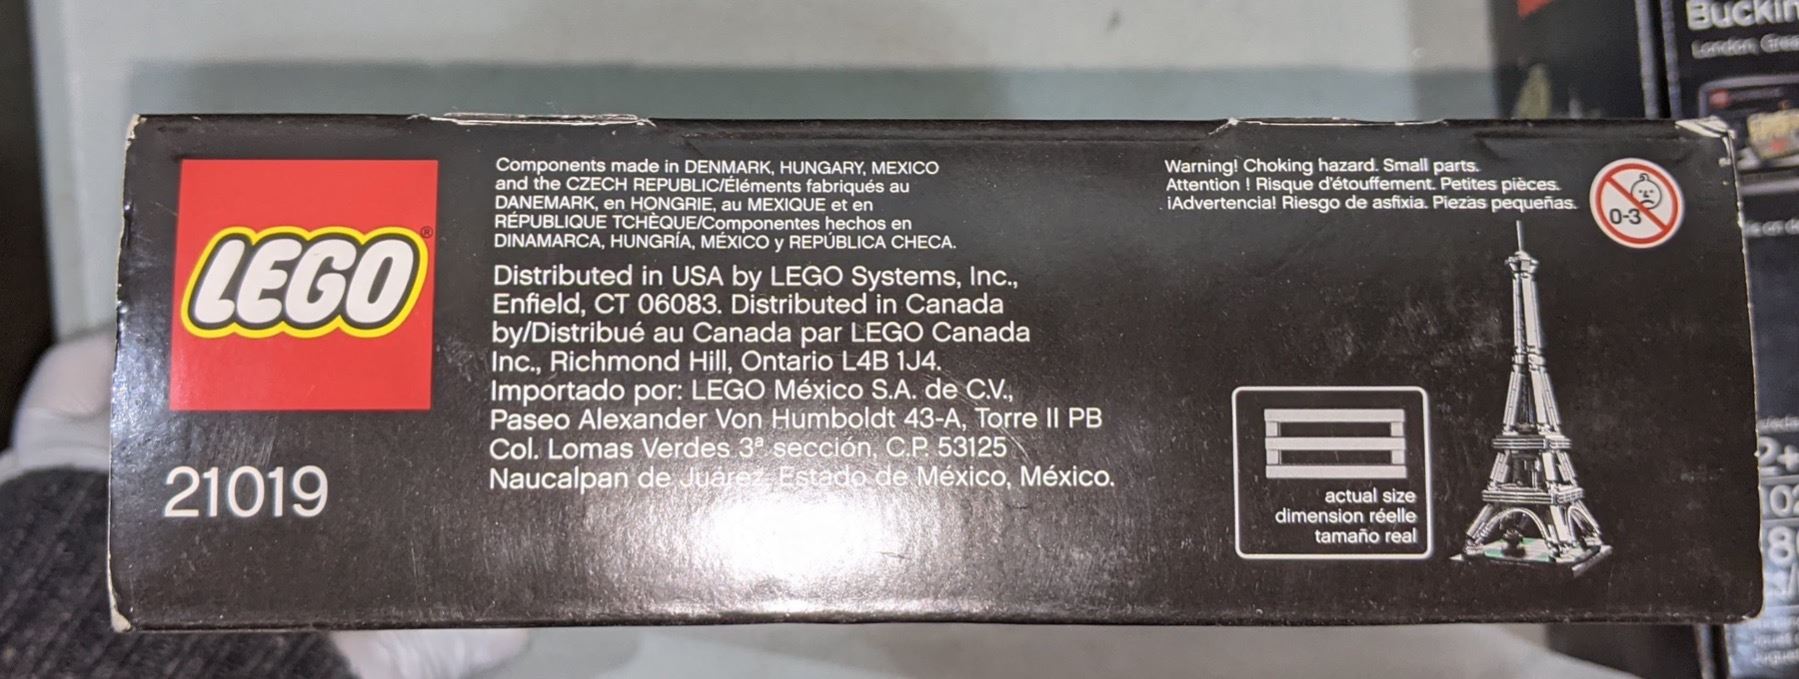 LEGO®
21019
Components made in DENMARK, HUNGARY, MEXICO
and the CZECH REPUBLIC/Éléments fabriqués au
DANEMARK, en HONGRIE, au MEXIQUE et en
RÉPUBLIQUE TCHÈQUE/Componentes hechos en
DINAMARCA, HUNGRÍA, MÉXICO y REPÚBLICA CHECA.
Distributed in USA by LEGO Systems, Inc.,
Enfield, CT 06083. Distributed in Canada
by/Distribué au Canada par LEGO Canada
Inc., Richmond Hill, Ontario L4B 1J4.
Importado por: LEGO México S.A. de C.V.,
Paseo Alexander Von Humboldt 43-A, Torre II PB
Col. Lomas Verdes 3ª sección, C.P. 53125
Naucalpan de Juárez, Estado de México, México.
Warning! Choking hazard. Small parts.
Attention ! Risque d'étouffement. Petites pièces.
¡Advertencia! Riesgo de asfixia. Piezas pequeñas.
0-3
actual size
dimension réelle
tamaño real
London,
2+